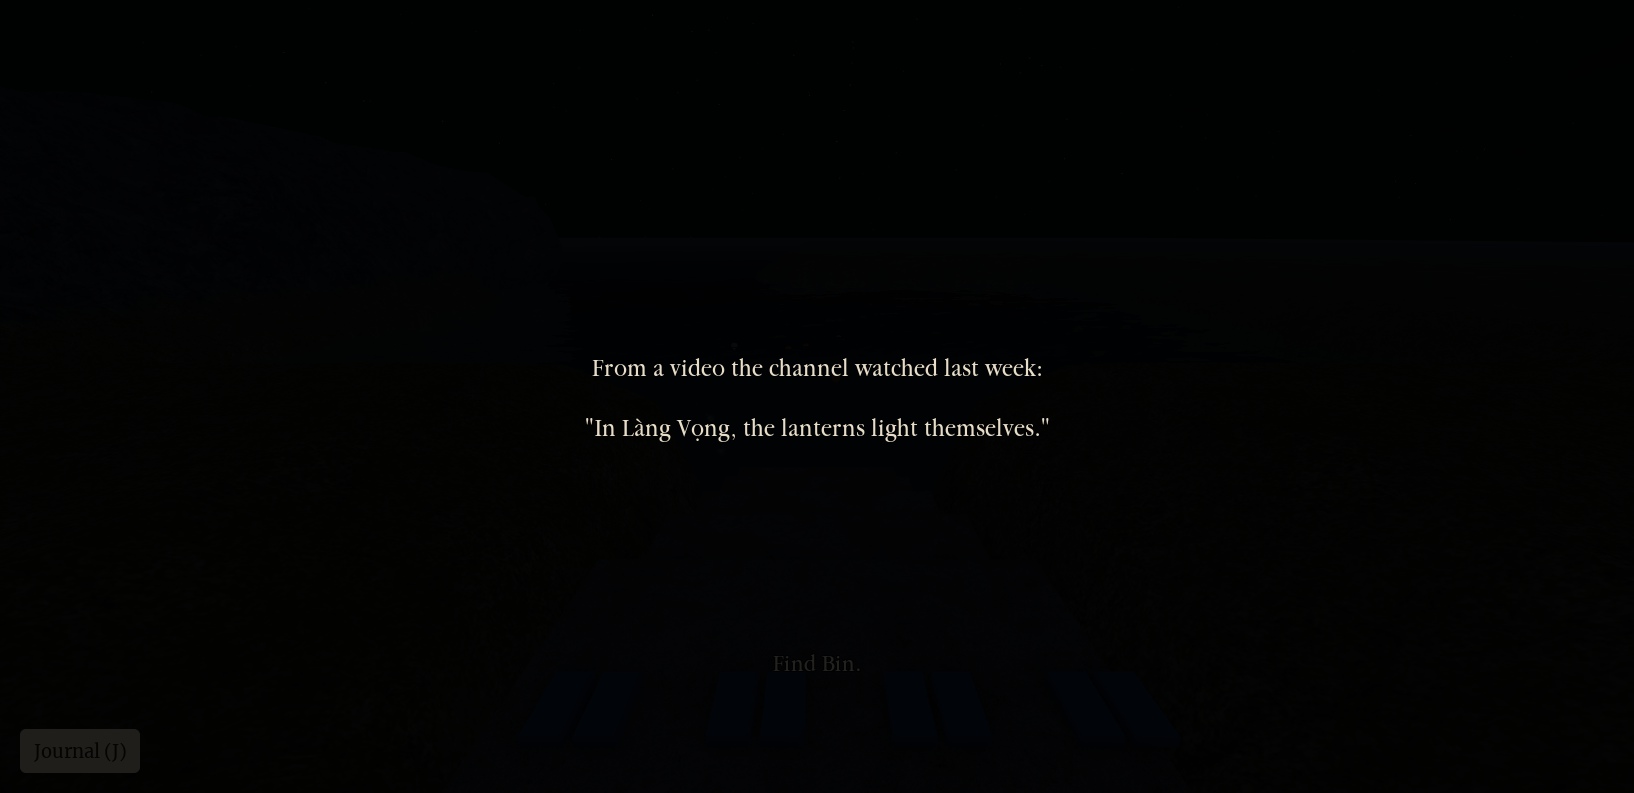 From a video the channel watched last week:
"In Làng Vọng, the lanterns light themselves."
Find Bin.
Journal (J)